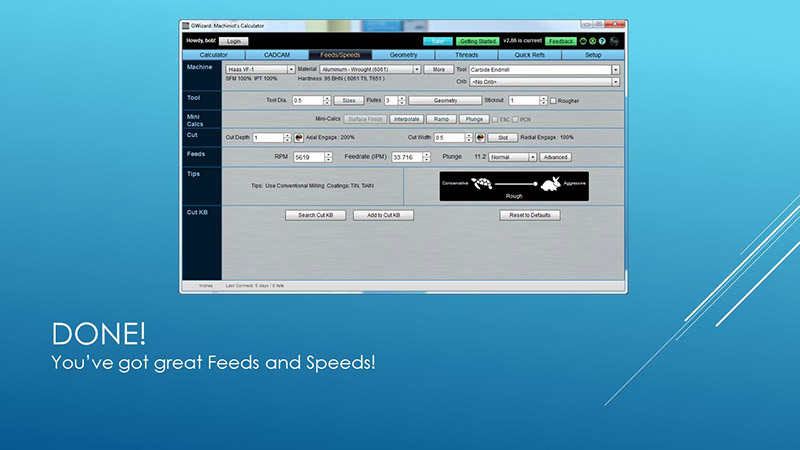 GWizard: Machinist's Calculator
Howdy, bob! Login Getting Started v2.86 is current Feedback
Calculator CADCAM Feeds/Speeds Geometry Threads Quick Refs Setup
Machine Haas VF-1 Material Aluminum - Wrought (6061) More Tool Carbide Endmill
SFM 100% IPT 100% Hardness: 95 BHN ( 6061 T6, T651 ) Crib <No Crib>
Tool Tool Dia. 0.5 Sizes Flutes 3 Geometry Stickout 1 Rougher
Mini Calcs Mini-Calcs Surface Finish Interpolate Ramp Plunge TSC PCN
Cut Cut Depth 1 Axial Engage.: 200% Cut Width 0.5 Slot Radial Engage.: 100%
Feeds RPM 5619 Feedrate (IPM) 33.716 Plunge 11.2 Normal Advanced
Tips Tips: Use Conventional Milling Coatings: TiN, TiAlN Conservative Aggressive
Rough
Cut KB Search Cut KB Add to Cut KB Reset to Defaults
Inches Last Connect: 0 days / 0 fails
DONE!
You've got great Feeds and Speeds!